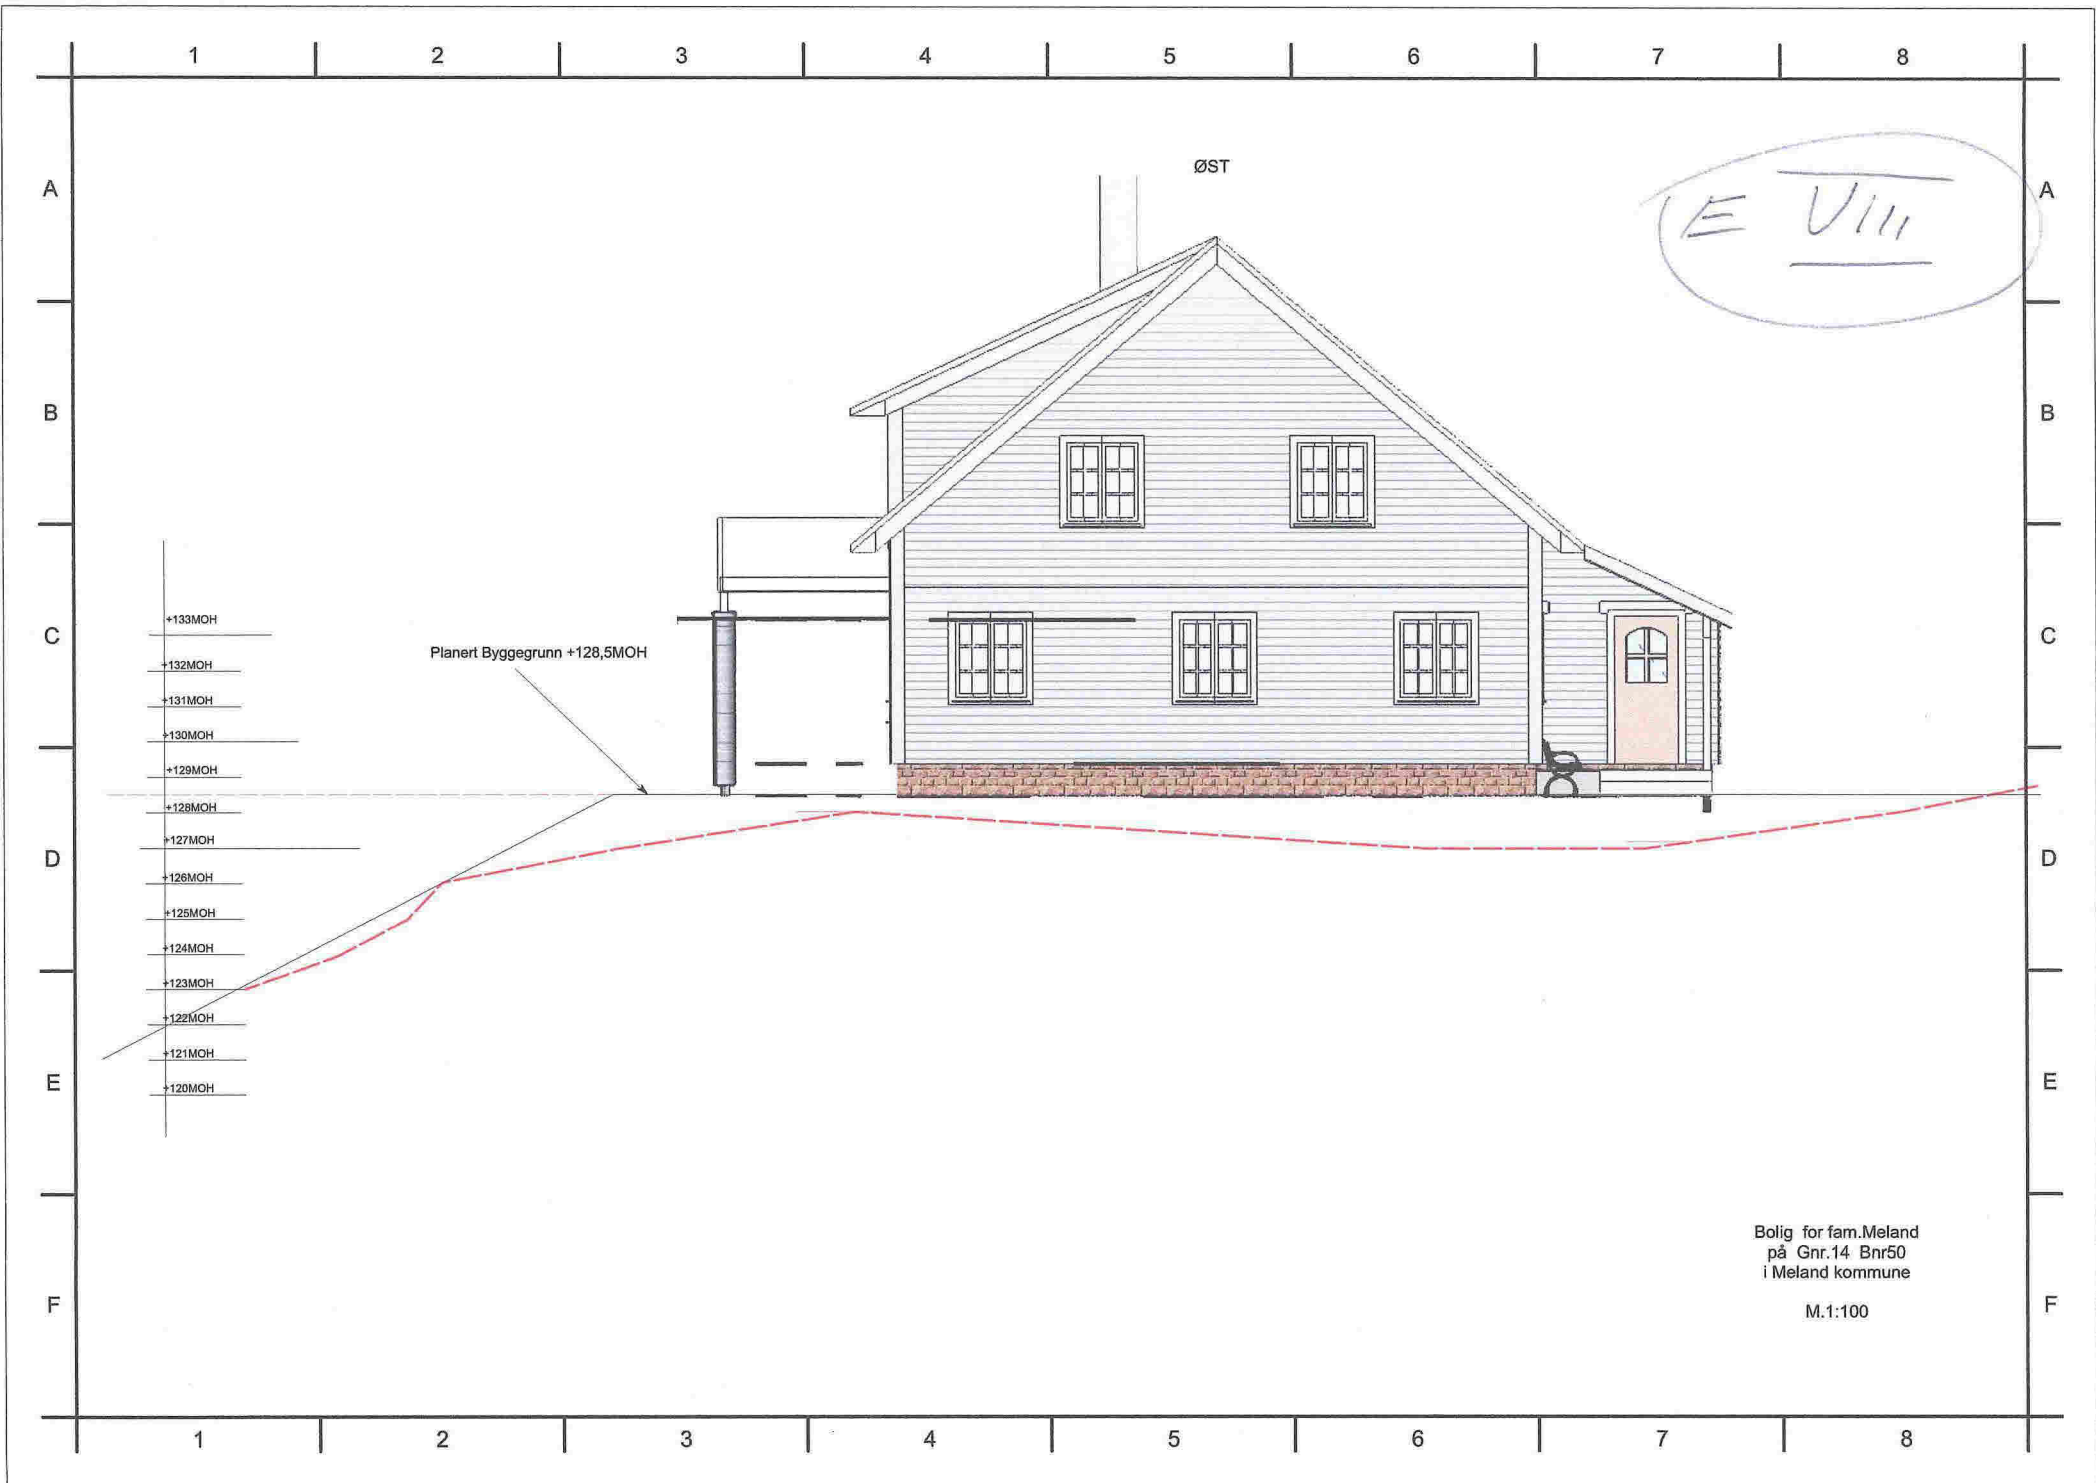 1 2 3 4 5 6 7 8
ØST
A A
E VIII
B B
+133MOH
C C
Planert Byggegrunn +128,5MOH
+132MOH
+131MOH
+130MOH
+129MOH
+128MOH
+127MOH
D D
+126MOH
+125MOH
+124MOH
+123MOH
+122MOH
+121MOH
E E
+120MOH
Bolig for fam.Meland
på Gnr.14 Bnr50
i Meland kommune
F F
M.1:100
1 2 3 4 5 6 7 8